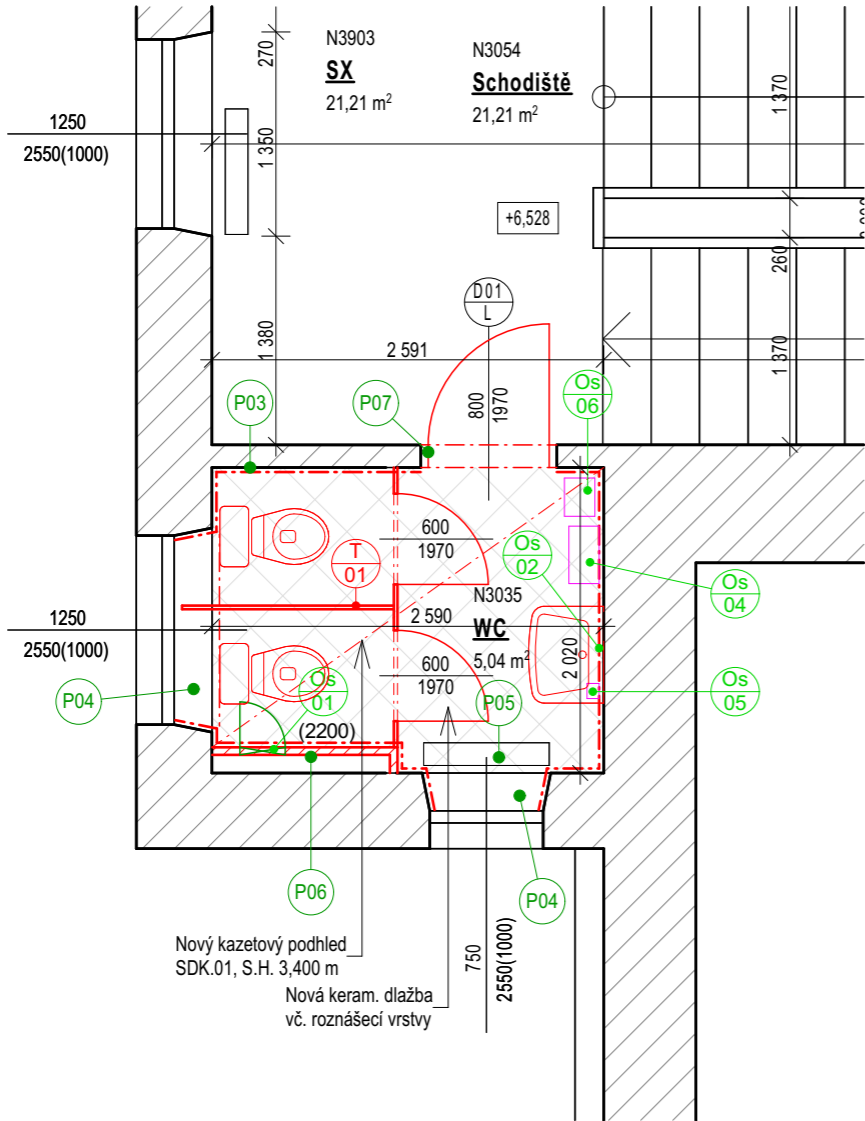 N3903
SX
21,21 m²
N3054
Schodiště
21,21 m²
270
1 350
1 380
1250
2550(1000)
+6,528
1 370
260
1 370
D01
L
2 591
800
1970
P03
P07
Os
06
600
1970
T
01
Os
02
Os
04
N3035
WC
5,04 m²
2 590
2 020
1250
2550(1000)
600
1970
P04
Os
01
(2200)
P05
Os
05
P06
P04
Nový kazetový podhled
SDK.01, S.H. 3,400 m
Nová keram. dlažba
vč. roznášecí vrstvy
750
2550(1000)